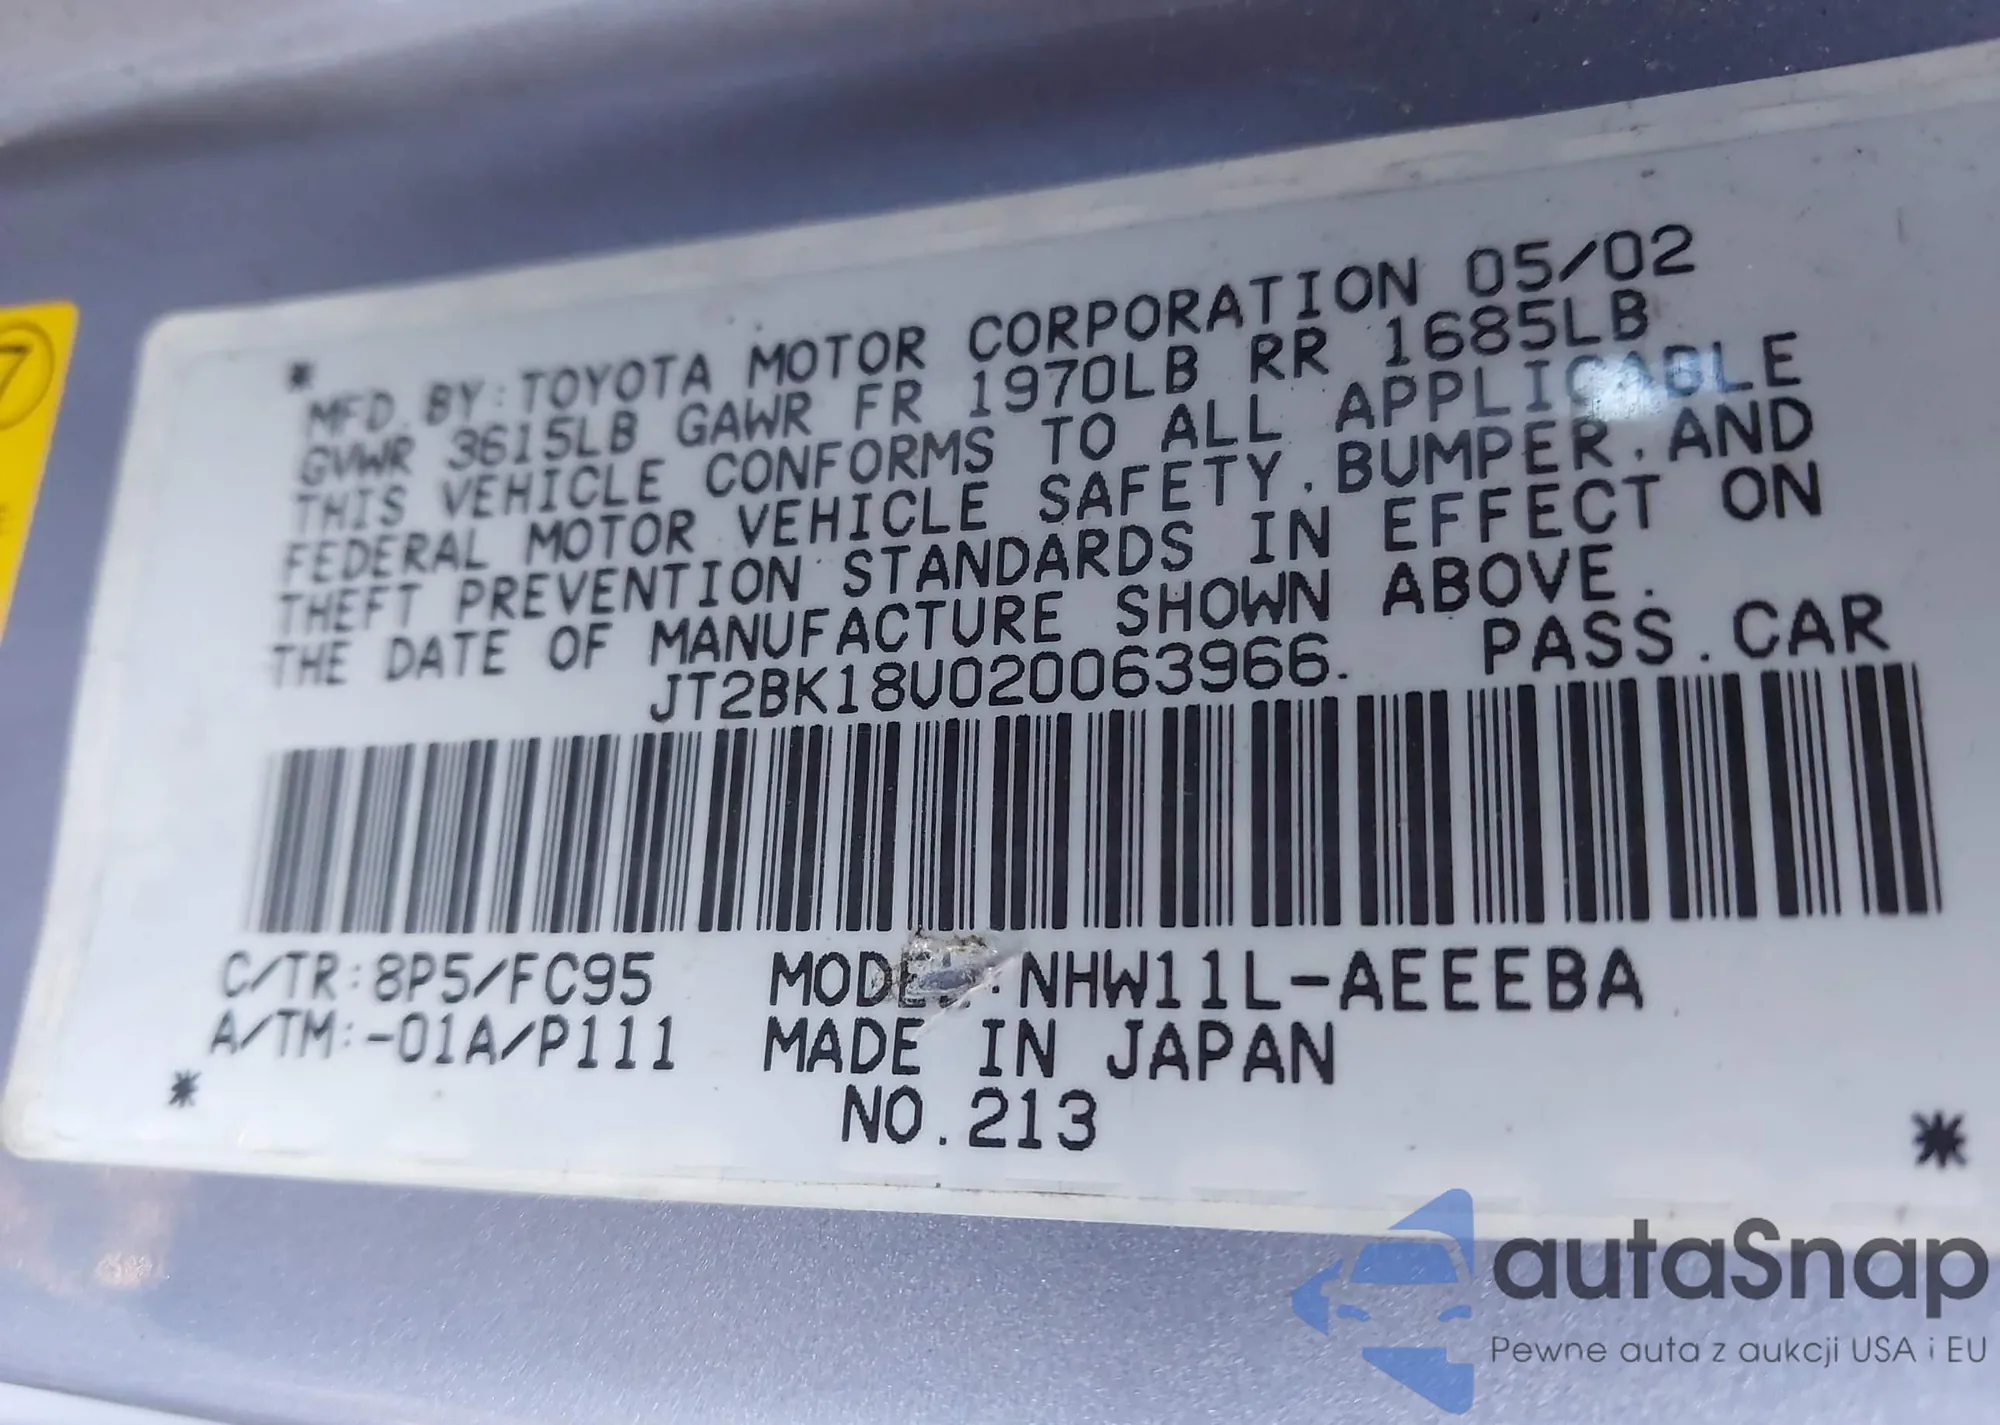 7
E
*
MFD. BY: TOYOTA MOTOR CORPORATION 05/02
GVWR 3615LB GAWR FR 1970LB RR 1685LB
THIS VEHICLE CONFORMS TO ALL APPLICABLE
FEDERAL MOTOR VEHICLE SAFETY, BUMPER, AND
THEFT PREVENTION STANDARDS IN EFFECT ON
THE DATE OF MANUFACTURE SHOWN ABOVE.
JT2BK18U020063966. PASS. CAR
C/TR: 8P5/FC95 MODEL: NHW11L-AEEEBA
A/TM: -01A/P111 MADE IN JAPAN
* NO. 213 *
autaSnap
Pewne auta z aukcji USA i EU